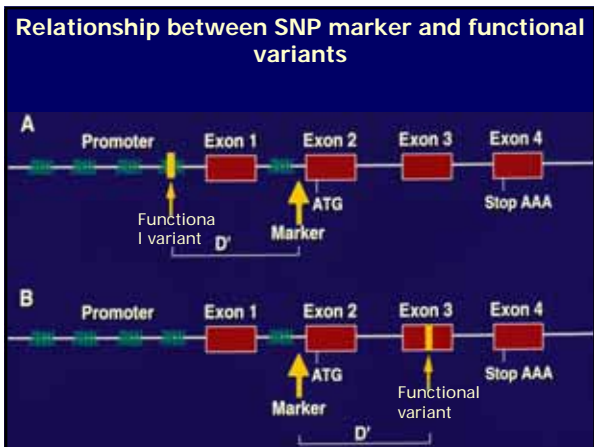 Relationship between SNP marker and functional
variants
A
Promoter
Exon 1
Exon 2
Exon 3
Exon 4
ATG
Stop AAA
Functiona
l variant
Marker
D'
B
Promoter
Exon 1
Exon 2
Exon 3
Exon 4
ATG
Stop AAA
Marker
Functional
variant
D'